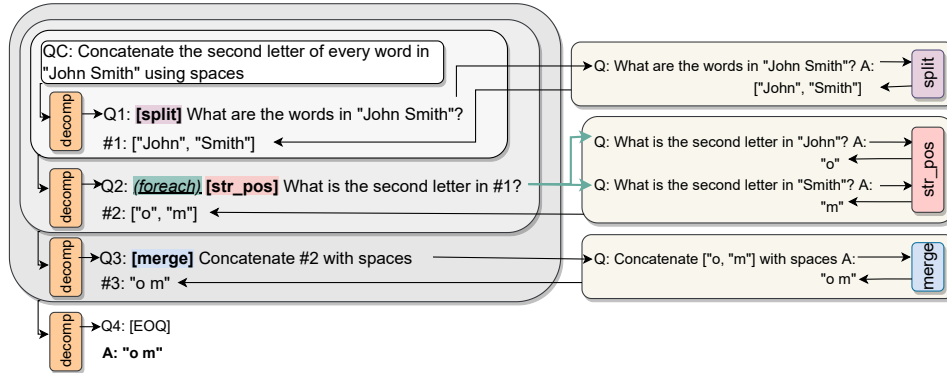 QC: Concatenate the second letter of every word in
"John Smith" using spaces
decomp
Q1: [split] What are the words in "John Smith"?
#1: ["John", "Smith"]
Q: What are the words in "John Smith"? A:
["John", "Smith"]
split
decomp
Q2: (foreach) [str_pos] What is the second letter in #1?
#2: ["o", "m"]
Q: What is the second letter in "John"? A:
"o"
Q: What is the second letter in "Smith"? A:
"m"
str_pos
decomp
Q3: [merge] Concatenate #2 with spaces
#3: "o m"
Q: Concatenate ["o, "m"] with spaces A:
"o m"
merge
decomp
Q4: [EOQ]
A: "o m"